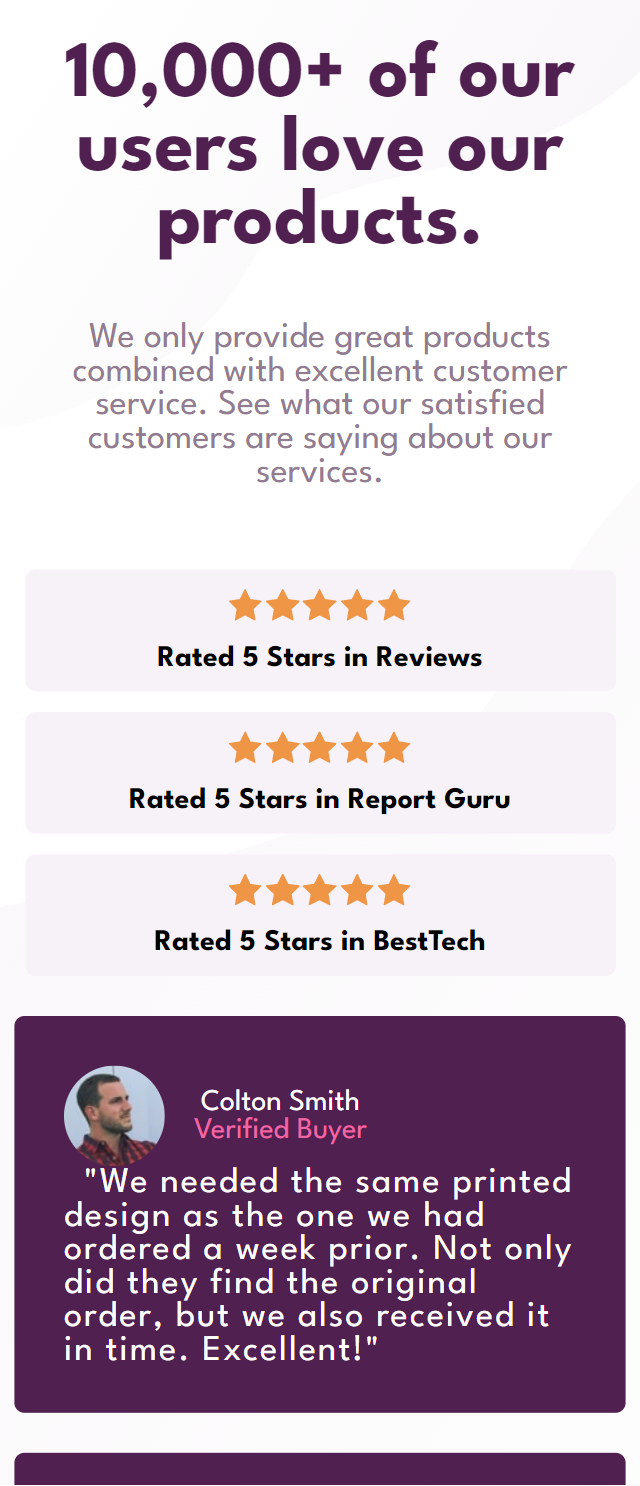 10,000+ of our
users love our
products.
We only provide great products
combined with excellent customer
service. See what our satisfied
customers are saying about our
services.
Rated 5 Stars in Reviews
Rated 5 Stars in Report Guru
Rated 5 Stars in BestTech
Colton Smith
Verified Buyer
"We needed the same printed
design as the one we had
ordered a week prior. Not only
did they find the original
order, but we also received it
in time. Excellent!"